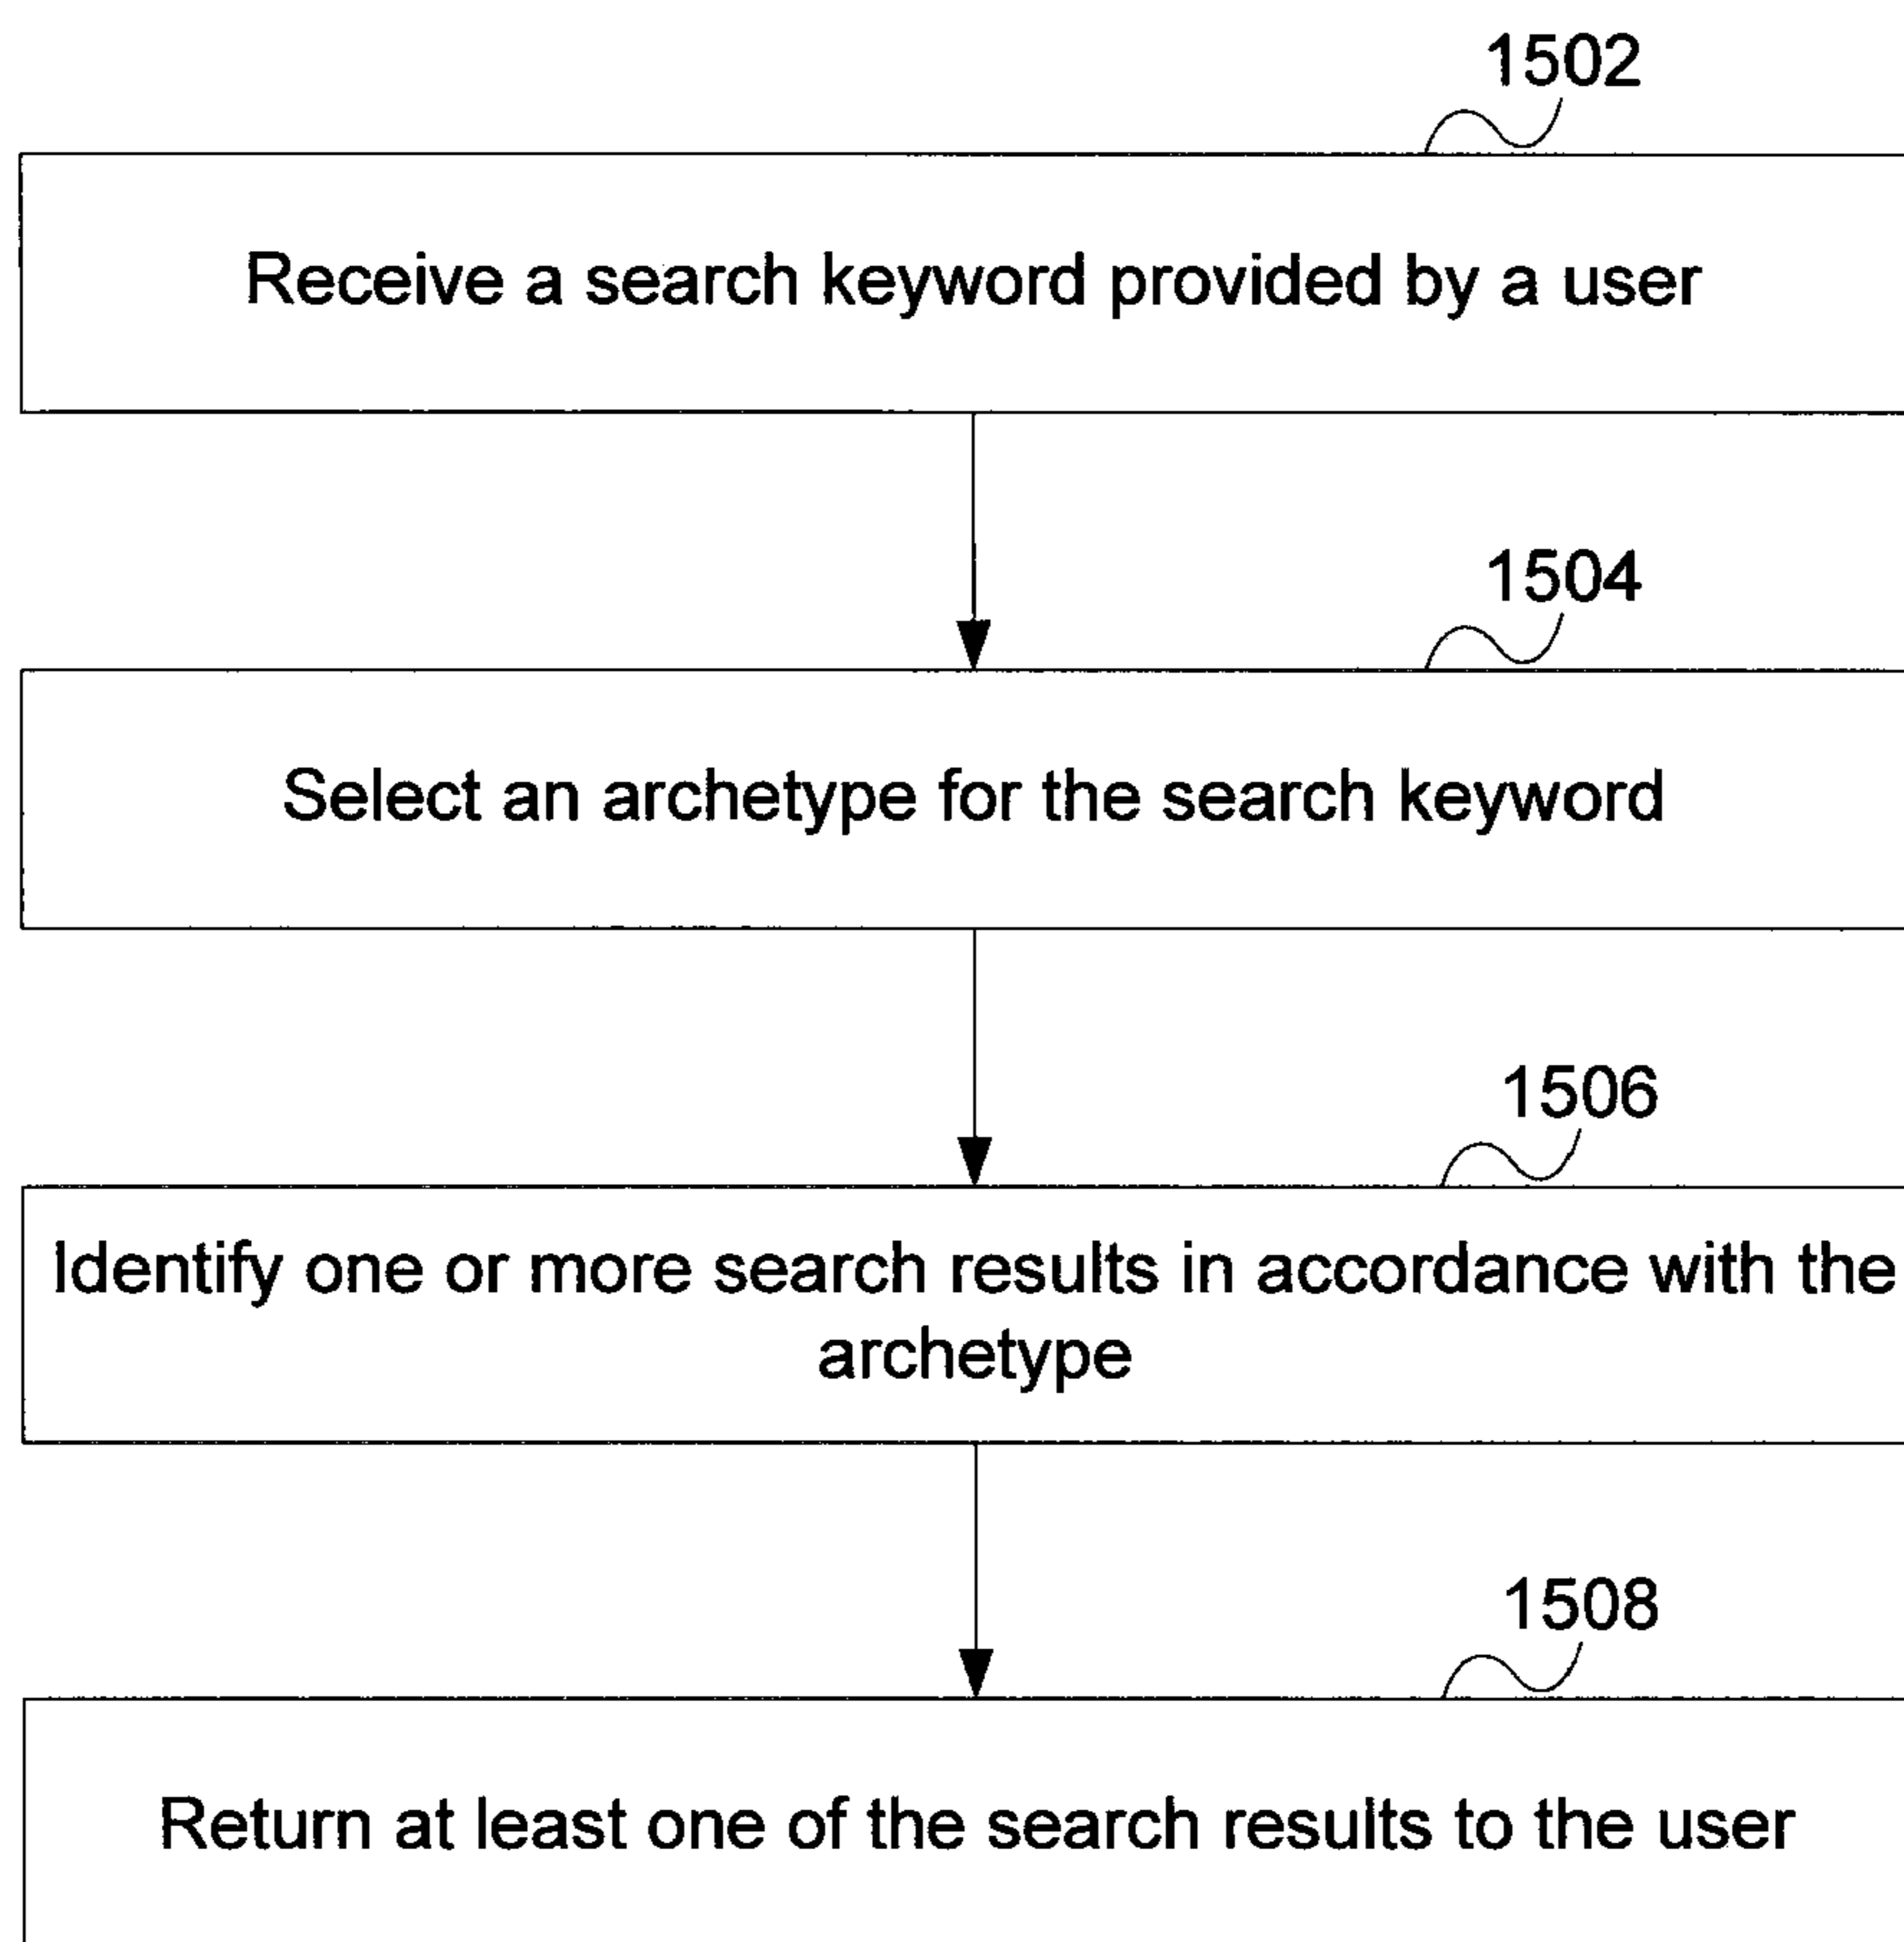 1502
Receive a search keyword provided by a user
1504
Select an archetype for the search keyword
1506
Identify one or more search results in accordance with the
archetype
1508
Return at least one of the search results to the user